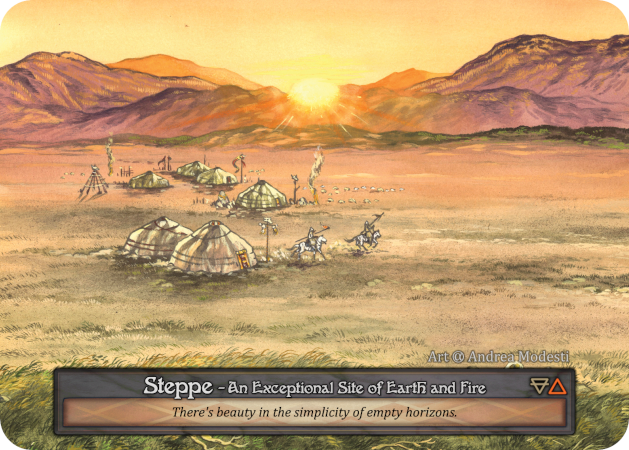 Art @ Andrea Modesti
Steppe - An Exceptional Site of Earth and Fire
There's beauty in the simplicity of empty horizons.